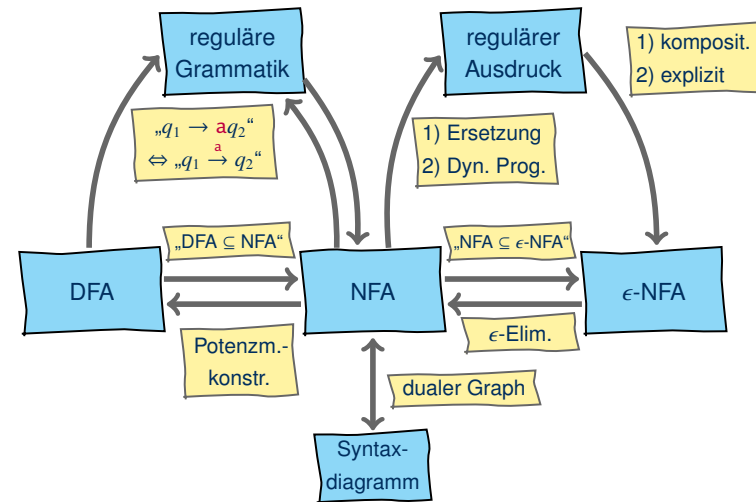 reguläre
Grammatik
regulärer
Ausdruck
1) komposit.
2) explizit
„q₁ → aq₂“
⇔ „q₁ →ᵃ q₂“
1) Ersetzung
2) Dyn. Prog.
„DFA ⊆ NFA“
„NFA ⊆ ϵ-NFA“
DFA
NFA
ϵ-NFA
Potenzm.-
konstr.
ϵ-Elim.
dualer Graph
Syntax-
diagramm